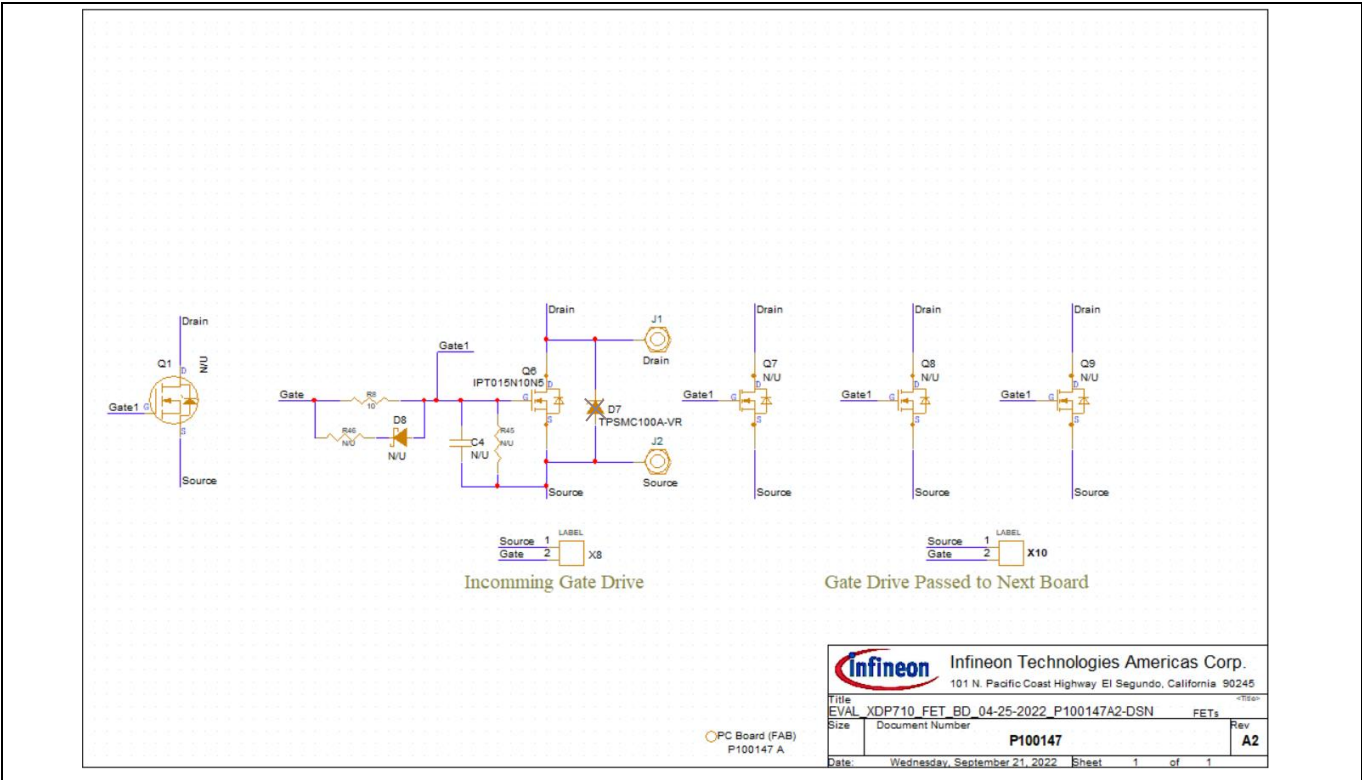 Drain
Q1
N/U
D
G
Gate1
S
Source
Gate
R8
10
R46
N/U
D8
N/U
Gate1
C4
N/U
R45
N/U
Drain
Q6
IPT015N10N5
D
G
S
Source
D7
TPSMC100A-VR
J1
Drain
J2
Source
Drain
Q7
N/U
D
Gate1
G
S
Source
Drain
Q8
N/U
D
Gate1
G
S
Source
Drain
Q9
N/U
D
Gate1
G
S
Source
LABEL
Source 1
Gate 2
X8
Incomming Gate Drive
LABEL
Source 1
Gate 2
X10
Gate Drive Passed to Next Board
PC Board (FAB)
P100147 A
infineon
Infineon Technologies Americas Corp.
101 N. Pacific Coast Highway El Segundo, California 90245
Title
<Title>
EVAL_XDP710_FET_BD_04-25-2022_P100147A2-DSN FETs
Size Document Number Rev
P100147 A2
Date: Wednesday, September 21, 2022 Sheet 1 of 1